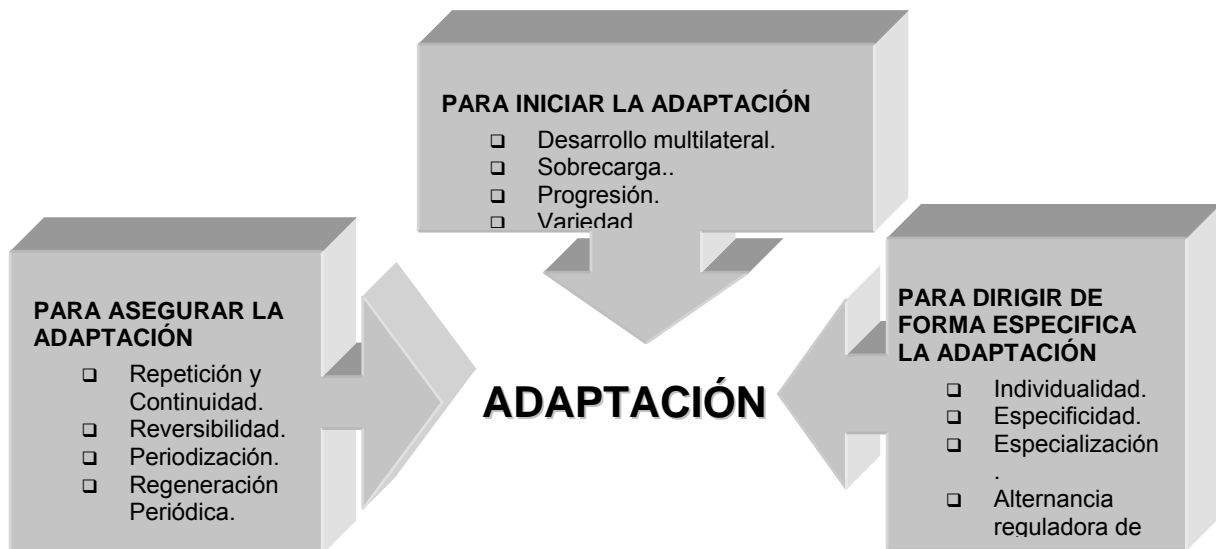 PARA INICIAR LA ADAPTACIÓN
❑ Desarrollo multilateral.
❑ Sobrecarga..
❑ Progresión.
❑ Variedad
PARA ASEGURAR LA
ADAPTACIÓN
❑ Repetición y
Continuidad.
❑ Reversibilidad.
❑ Periodización.
❑ Regeneración
Periódica.
ADAPTACIÓN
PARA DIRIGIR DE
FORMA ESPECIFICA
LA ADAPTACIÓN
❑ Individualidad.
❑ Especificidad.
❑ Especialización
.
❑ Alternancia
reguladora de